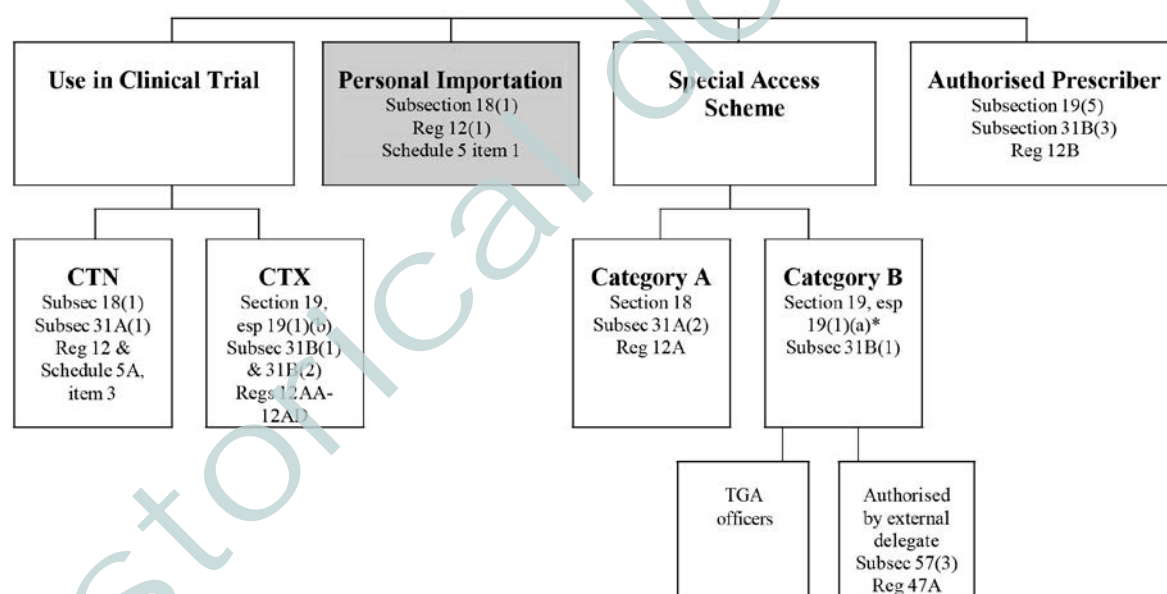 Use in Clinical Trial
Personal Importation
Subsection 18(1)
Reg 12(1)
Schedule 5 item 1
Special Access
Scheme
Authorised Prescriber
Subsection 19(5)
Subsection 31B(3)
Reg 12B
CTN
Subsec 18(1)
Subsec 31A(1)
Reg 12 &
Schedule 5A,
item 3
CTX
Section 19,
esp 19(1)(b)
Subsec 31B(1)
& 31B(2)
Regs 12AA-
12AD
Category A
Section 18
Subsec 31A(2)
Reg 12A
Category B
Section 19, esp
19(1)(a)*
Subsec 31B(1)
TGA
officers
Authorised
by external
delegate
Subsec 57(3)
Reg 47A
storical do